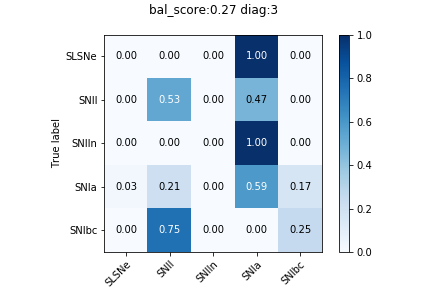 bal_score:0.27 diag:3
SLSNe 0.00 0.00 0.00 1.00 0.00
SNII 0.00 0.53 0.00 0.47 0.00
SNIIn 0.00 0.00 0.00 1.00 0.00
SNIa 0.03 0.21 0.00 0.59 0.17
SNIbc 0.00 0.75 0.00 0.00 0.25
True label
SLSNe SNII SNIIn SNIa SNIbc
1.0
0.8
0.6
0.4
0.2
0.0